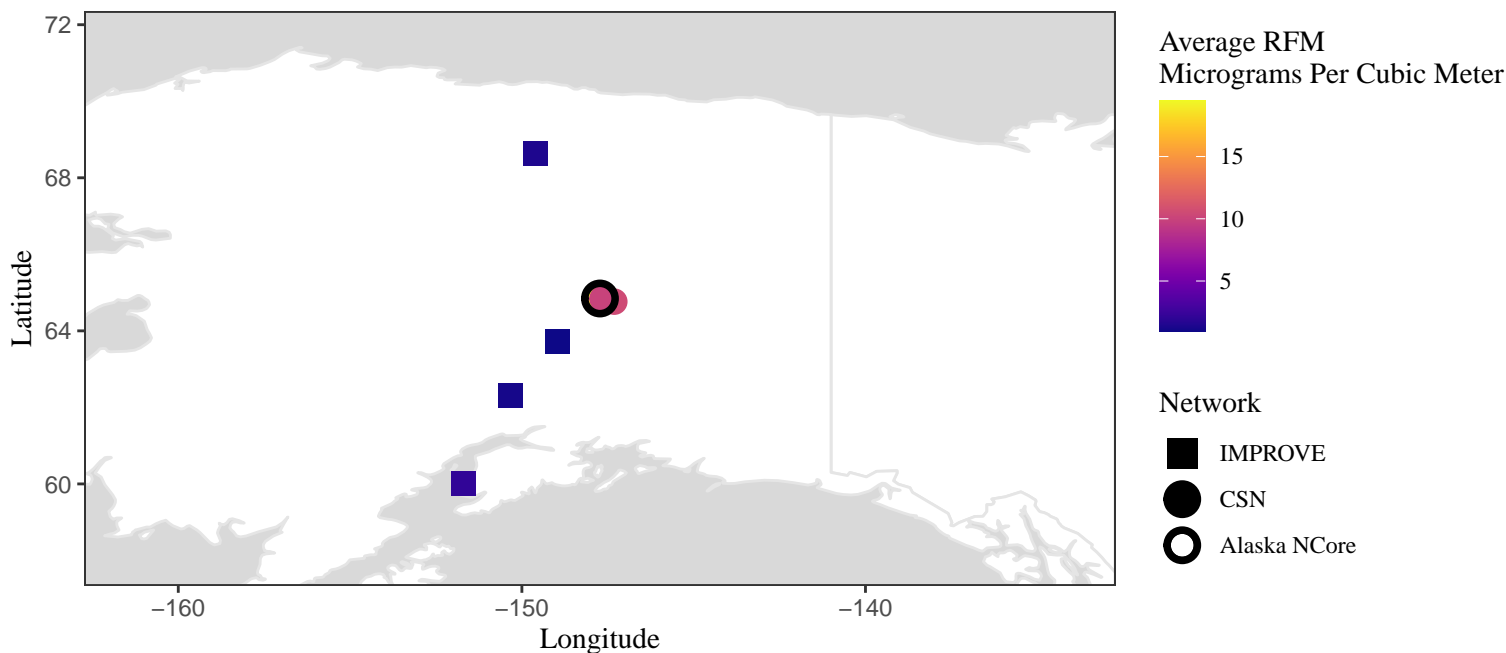 72
68
64
60
Latitude
−160
−150
−140
Longitude
Average RFM
Micrograms Per Cubic Meter
15
10
5
Network
IMPROVE
CSN
Alaska NCore